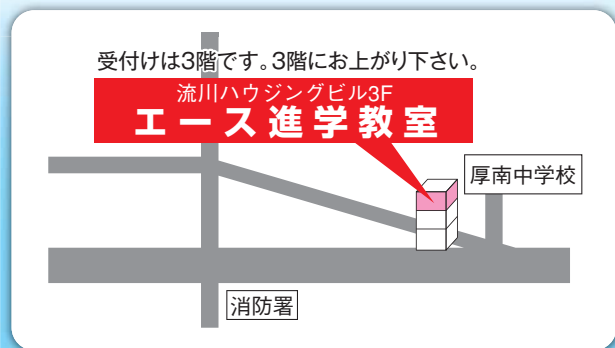 受付けは3階です。3階にお上がり下さい。
流川ハウジングビル3F
エース進学教室
厚南中学校
消防署